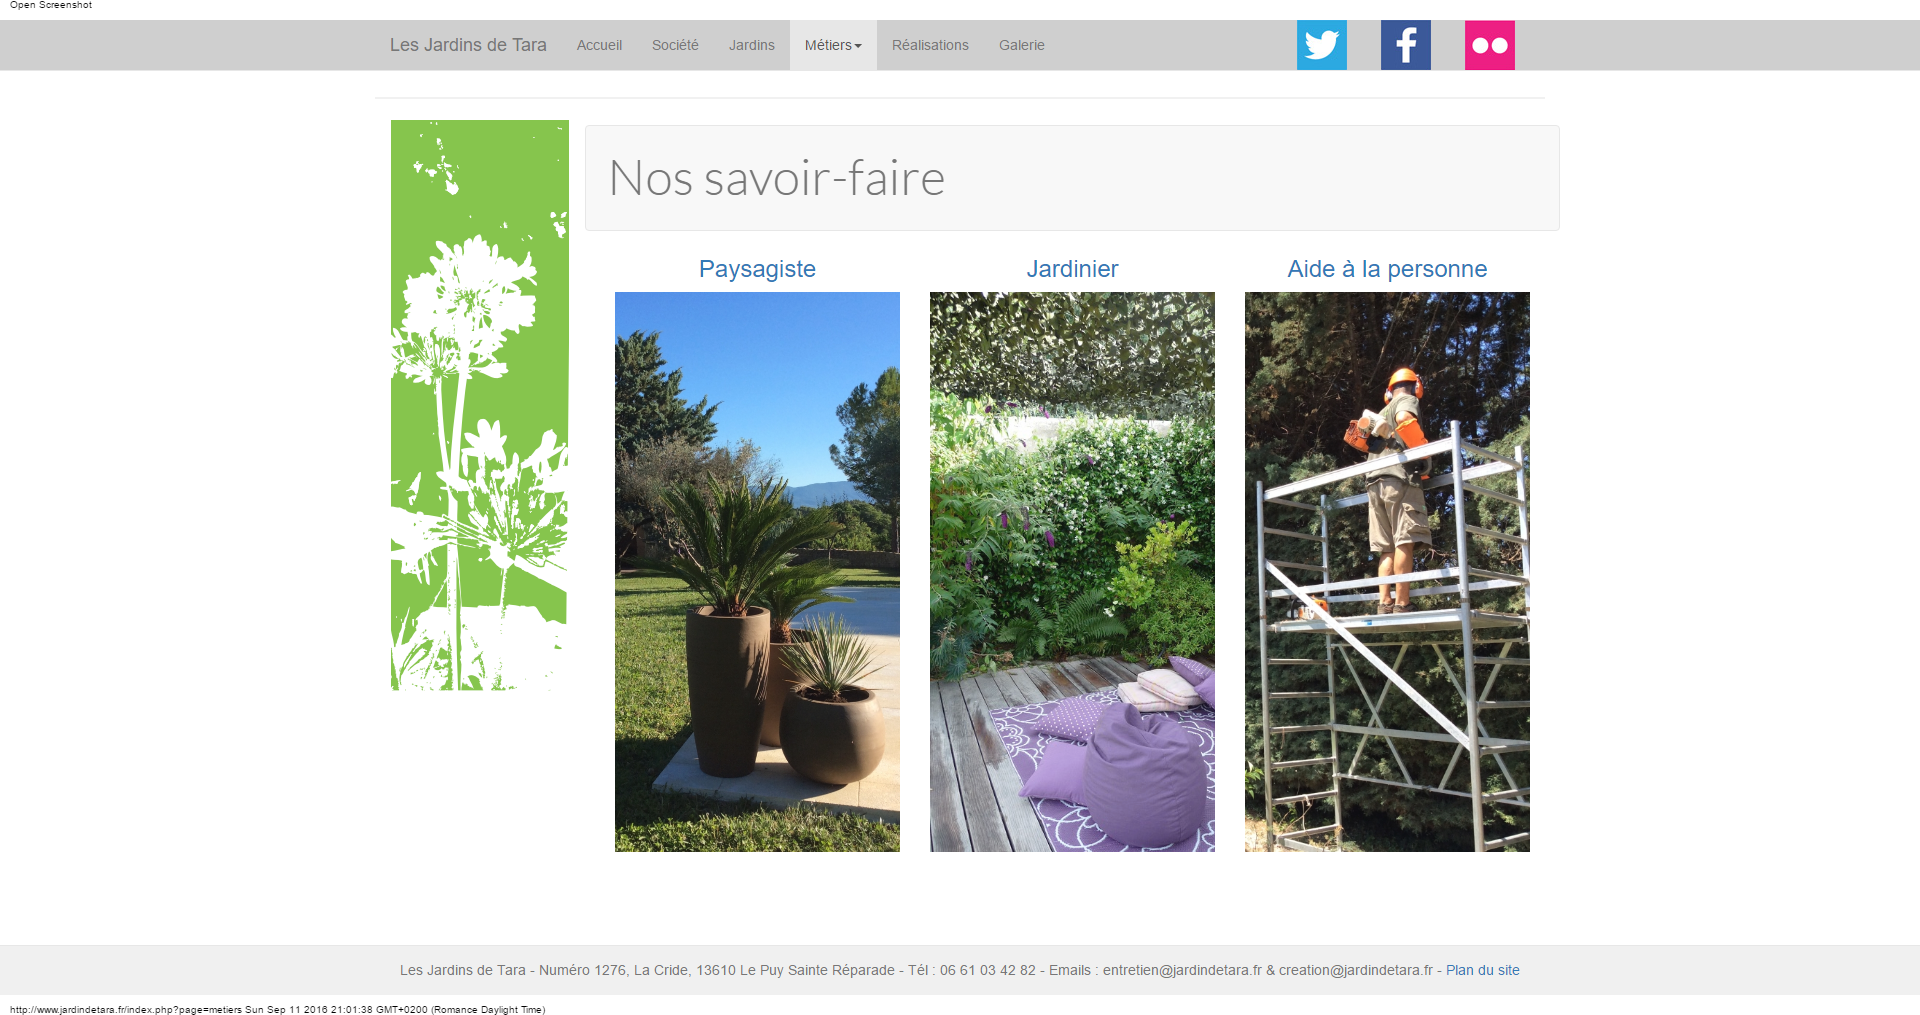 Open Screenshot
Les Jardins de Tara Accueil Société Jardins Métiers Réalisations Galerie
Nos savoir-faire
Paysagiste Jardinier Aide à la personne
Les Jardins de Tara - Numéro 1276, La Cride, 13610 Le Puy Sainte Réparade - Tél : 06 61 03 42 82 - Emails : entretien@jardindetara.fr & creation@jardindetara.fr - Plan du site
http://www.jardindetara.fr/index.php?page=metiers Sun Sep 11 2016 21:01:38 GMT+0200 (Romance Daylight Time)